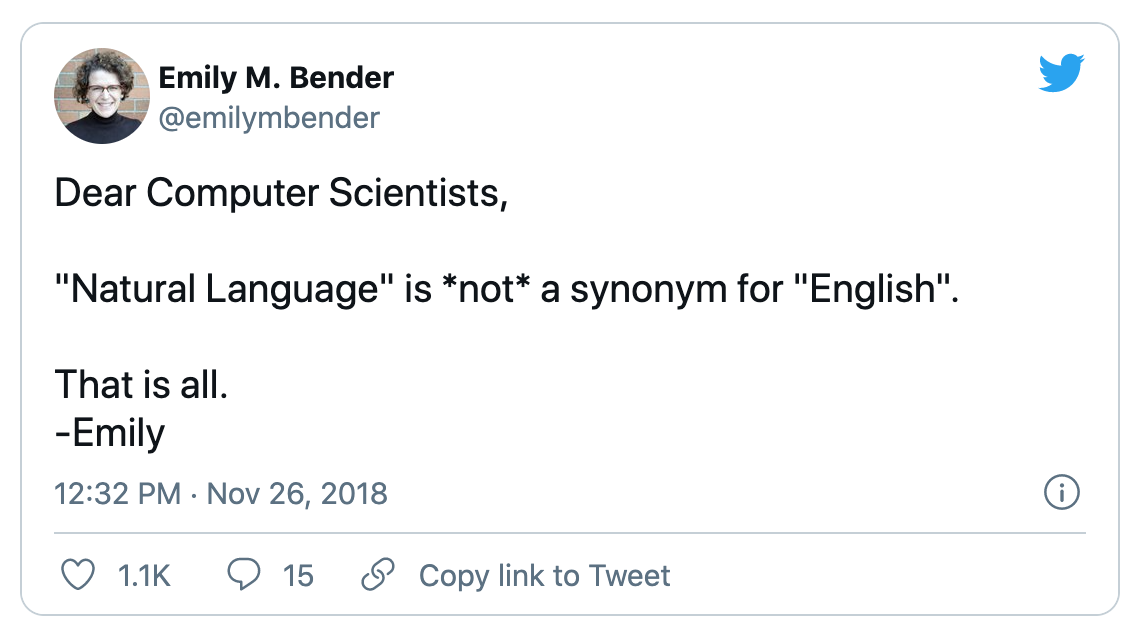 Emily M. Bender
@emilymbender
Dear Computer Scientists,
"Natural Language" is *not* a synonym for "English".
That is all.
-Emily
12:32 PM · Nov 26, 2018
1.1K 15 Copy link to Tweet